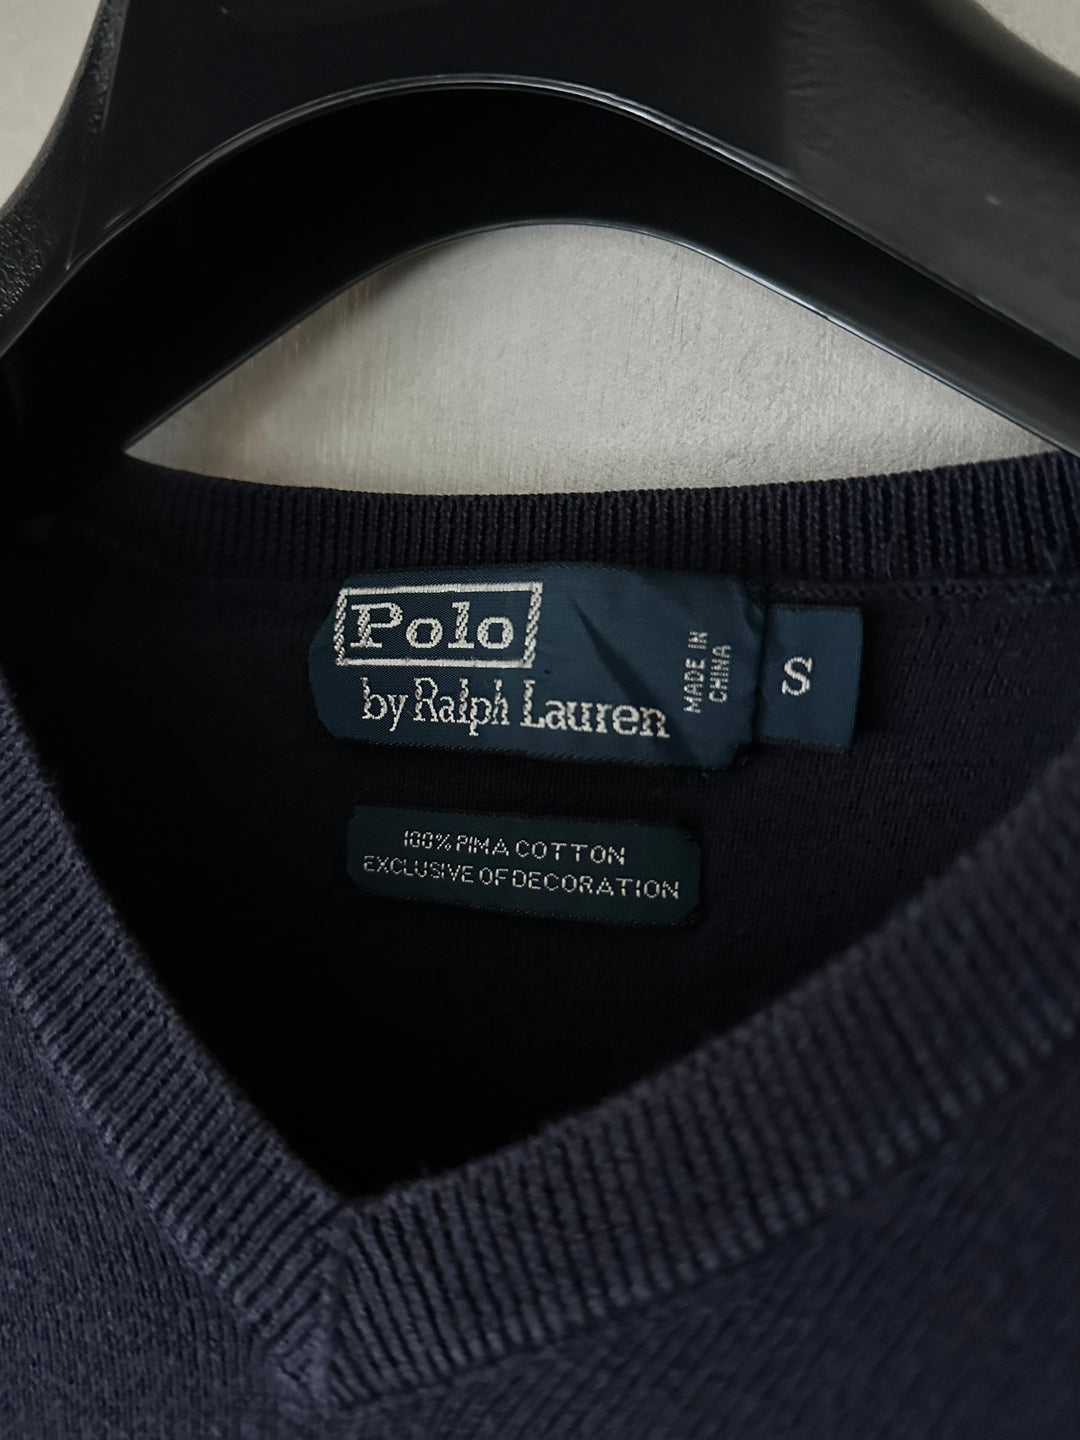 Polo
by Ralph Lauren
MADE IN
CHINA
S
100% PIMA COTTON
EXCLUSIVE OF DECORATION